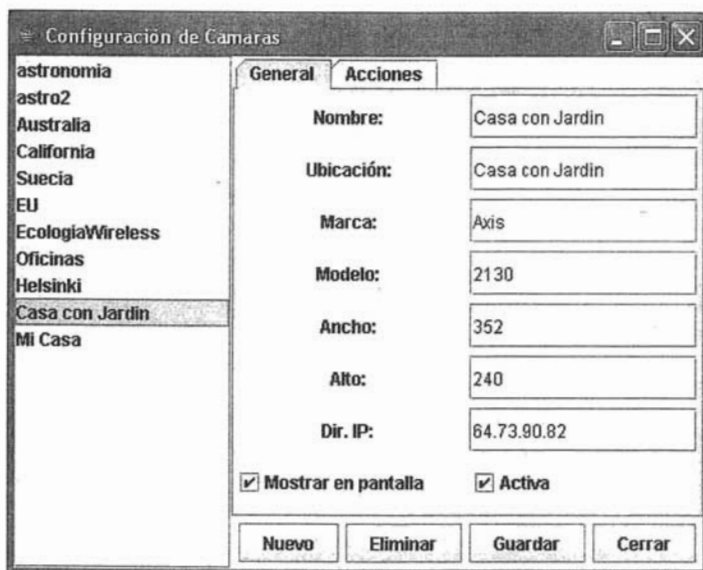 Configuración de Camaras
astronomia
astro2
Australia
California
Suecia
EU
EcologiaWireless
Oficinas
Helsinki
Casa con Jardin
Mi Casa
General Acciones
Nombre: Casa con Jardin
Ubicación: Casa con Jardin
Marca: Axis
Modelo: 2130
Ancho: 352
Alto: 240
Dir. IP: 64.73.90.82
Mostrar en pantalla Activa
Nuevo Eliminar Guardar Cerrar